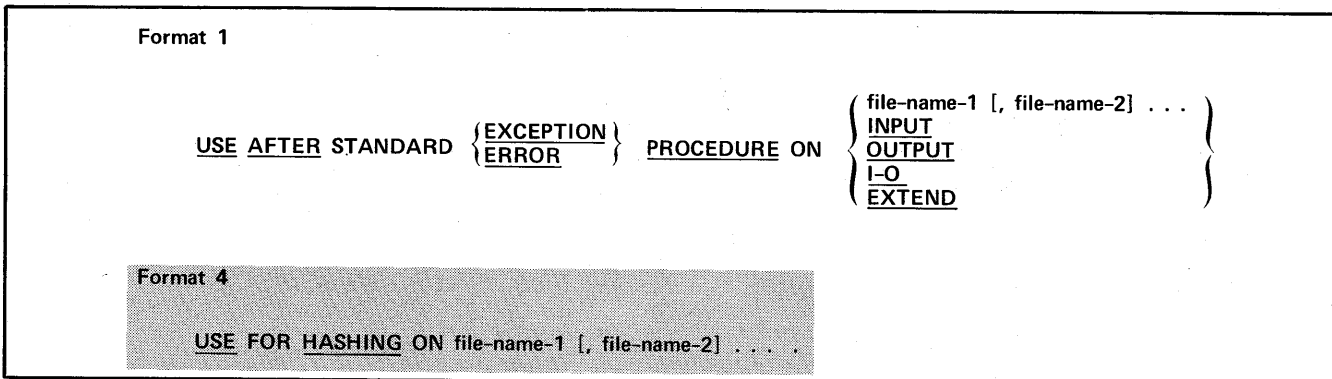 Format 1
USE AFTER STANDARD {EXCEPTION ERROR} PROCEDURE ON {file-name-1 [, file-name-2] . . .
INPUT
OUTPUT
I-O
EXTEND}
Format 4
USE FOR HASHING ON file-name-1 [, file-name-2] . . . .